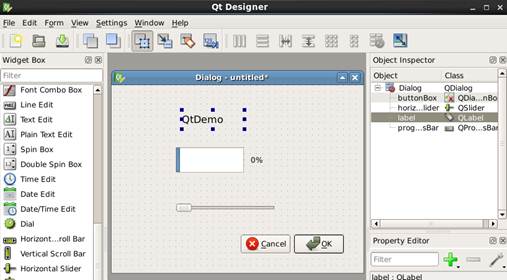 Qt Designer
File Edit Form View Settings Window Help
Widget Box
Filter
Font Combo Box
Line Edit
Text Edit
Plain Text Edit
Spin Box
Double Spin Box
Time Edit
Date Edit
Date/Time Edit
Dial
Horizont...roll Bar
Vertical Scroll Bar
Horizontal Slider
Dialog - untitled*
QtDemo
0%
Cancel OK
Object Inspector
Object Class
Dialog QDialog
buttonBox QDia...nBo
horiz...lider QSlider
label QLabel
prog...sBar QPro...sBar
Property Editor
Filter
label : QLabel